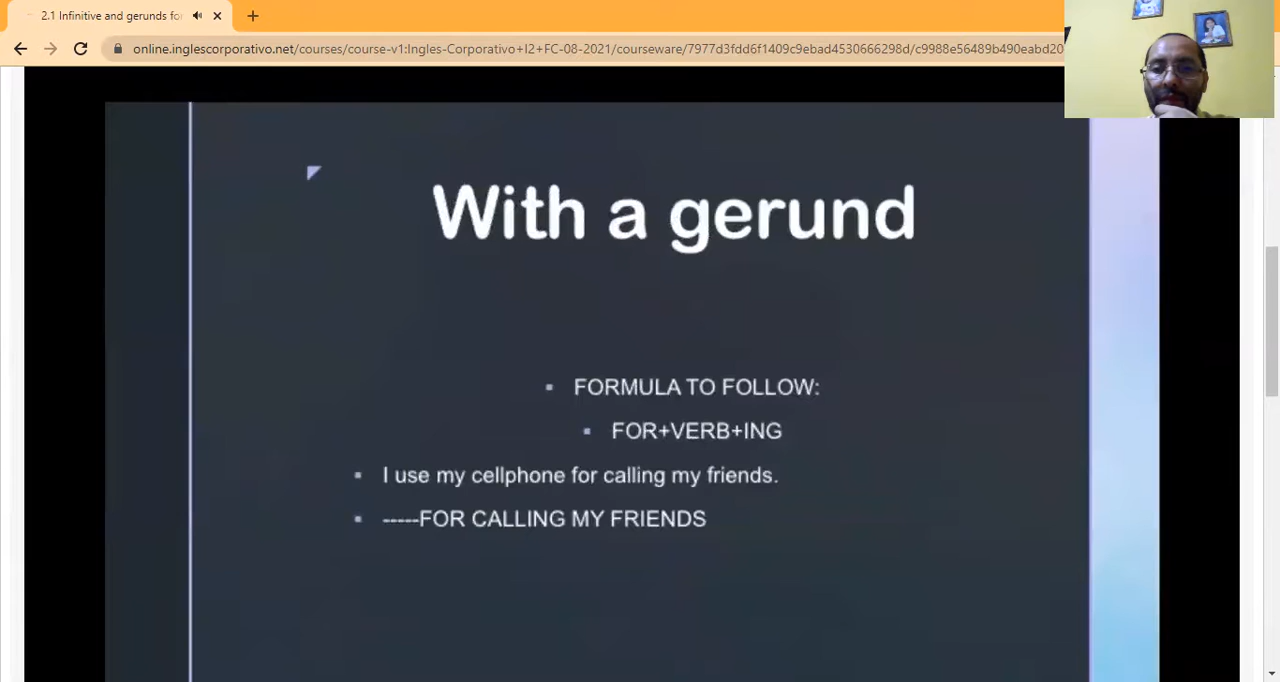 2.1 Infinitive and gerunds fo
online.inglescorporativo.net/courses/course-v1:Ingles-Corporativo+I2+FC-08-2021/courseware/7977d3fdd6f1409c9ebad4530666298d/c9988e56489b490eabd20
With a gerund
FORMULA TO FOLLOW:
FOR+VERB+ING
I use my cellphone for calling my friends.
-----FOR CALLING MY FRIENDS